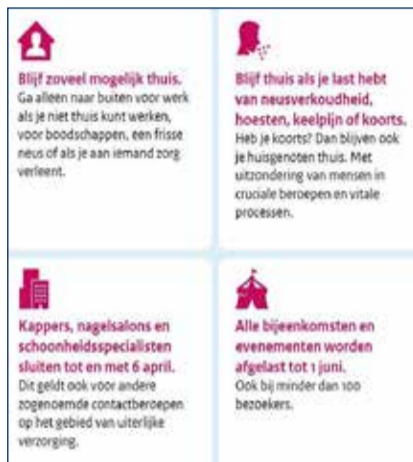 Blijf zoveel mogelijk thuis.
Ga alleen naar buiten voor werk
als je niet thuis kunt werken,
voor boodschappen, een frisse
neus of als je aan iemand zorg
verleent.
Blijf thuis als je last hebt
van neusverkoudheid,
hoesten, keelpijn of koorts.
Heb je koorts? Dan blijven ook
je huisgenoten thuis. Met
uitzondering van mensen in
cruciale beroepen en vitale
processen.
Kappers, nagelsalons en
schoonheidsspecialisten
sluiten tot en met 6 april.
Dit geldt ook voor andere
zogenoemde contactberoepen
op het gebied van uiterlijke
verzorging.
Alle bijeenkomsten en
evenementen worden
afgelast tot 1 juni.
Ook bij minder dan 100
bezoekers.